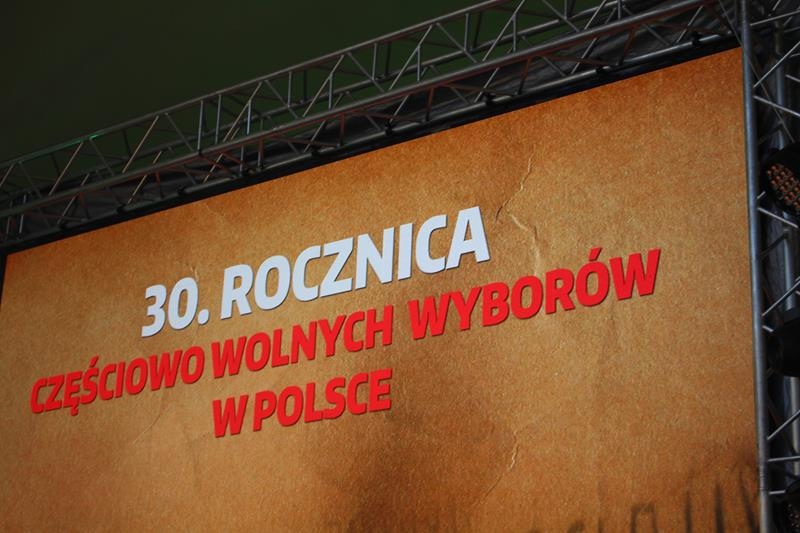 30. ROCZNICA
CZĘŚCIOWO WOLNYCH WYBORÓW
W POLSCE